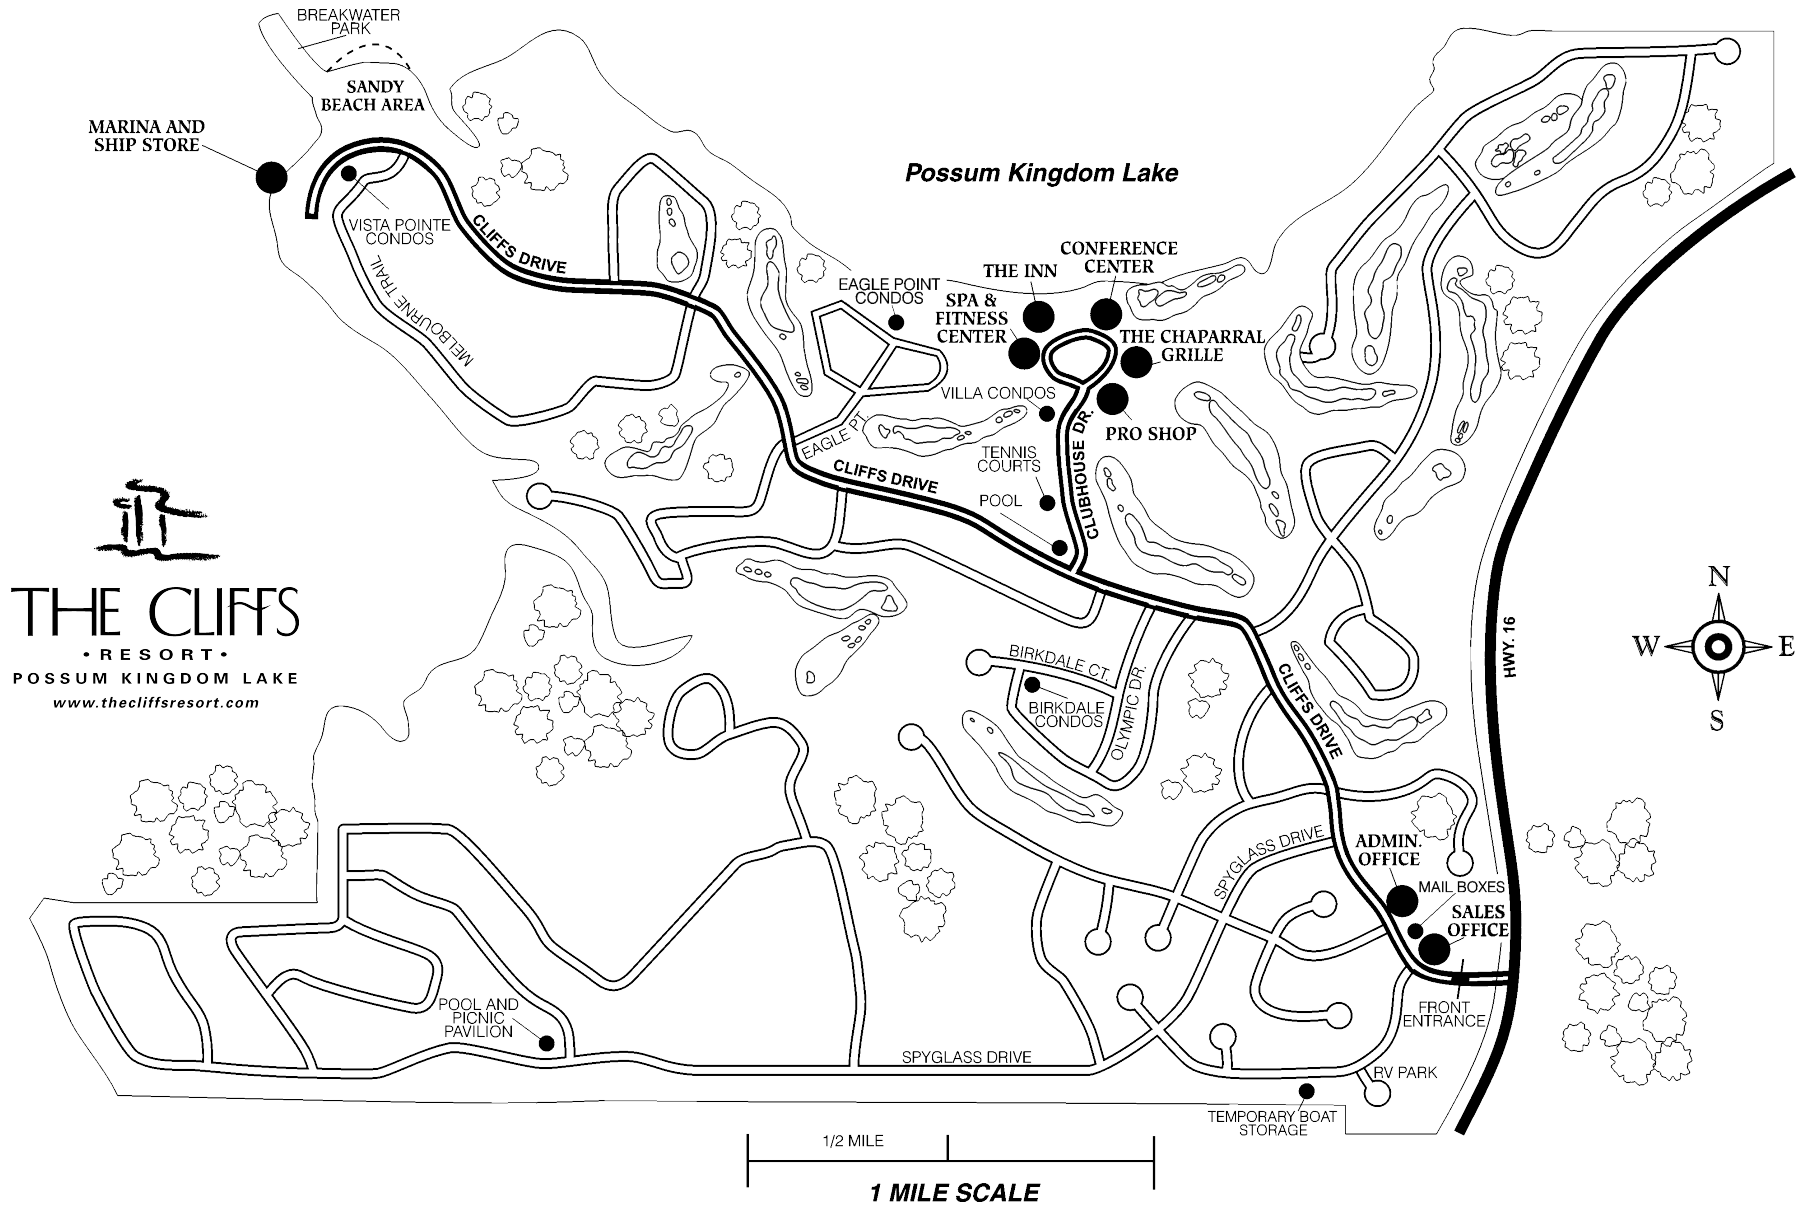 BREAKWATER
PARK
SANDY
BEACH AREA
MARINA AND
SHIP STORE
Possum Kingdom Lake
VISTA POINTE
CONDOS
CLIFFS DRIVE
MELBOURNE TRAIL
EAGLE POINT
CONDOS
THE INN
CONFERENCE
CENTER
SPA &
FITNESS
CENTER
THE CHAPARRAL
GRILLE
VILLA CONDOS
PRO SHOP
EAGLE PT.
CLIFFS DRIVE
TENNIS
COURTS
POOL
CLUBHOUSE DR.
THE CLIFFS
• RESORT •
POSSUM KINGDOM LAKE
www.thecliffsresort.com
N
W
E
S
HWY. 16
BIRKDALE CT.
BIRKDALE
CONDOS
OLYMPIC DR.
CLIFFS DRIVE
SPYGLASS DRIVE
ADMIN.
OFFICE
MAIL BOXES
SALES
OFFICE
FRONT
ENTRANCE
POOL AND
PICNIC
PAVILION
SPYGLASS DRIVE
RV PARK
TEMPORARY BOAT
STORAGE
1/2 MILE
1 MILE SCALE